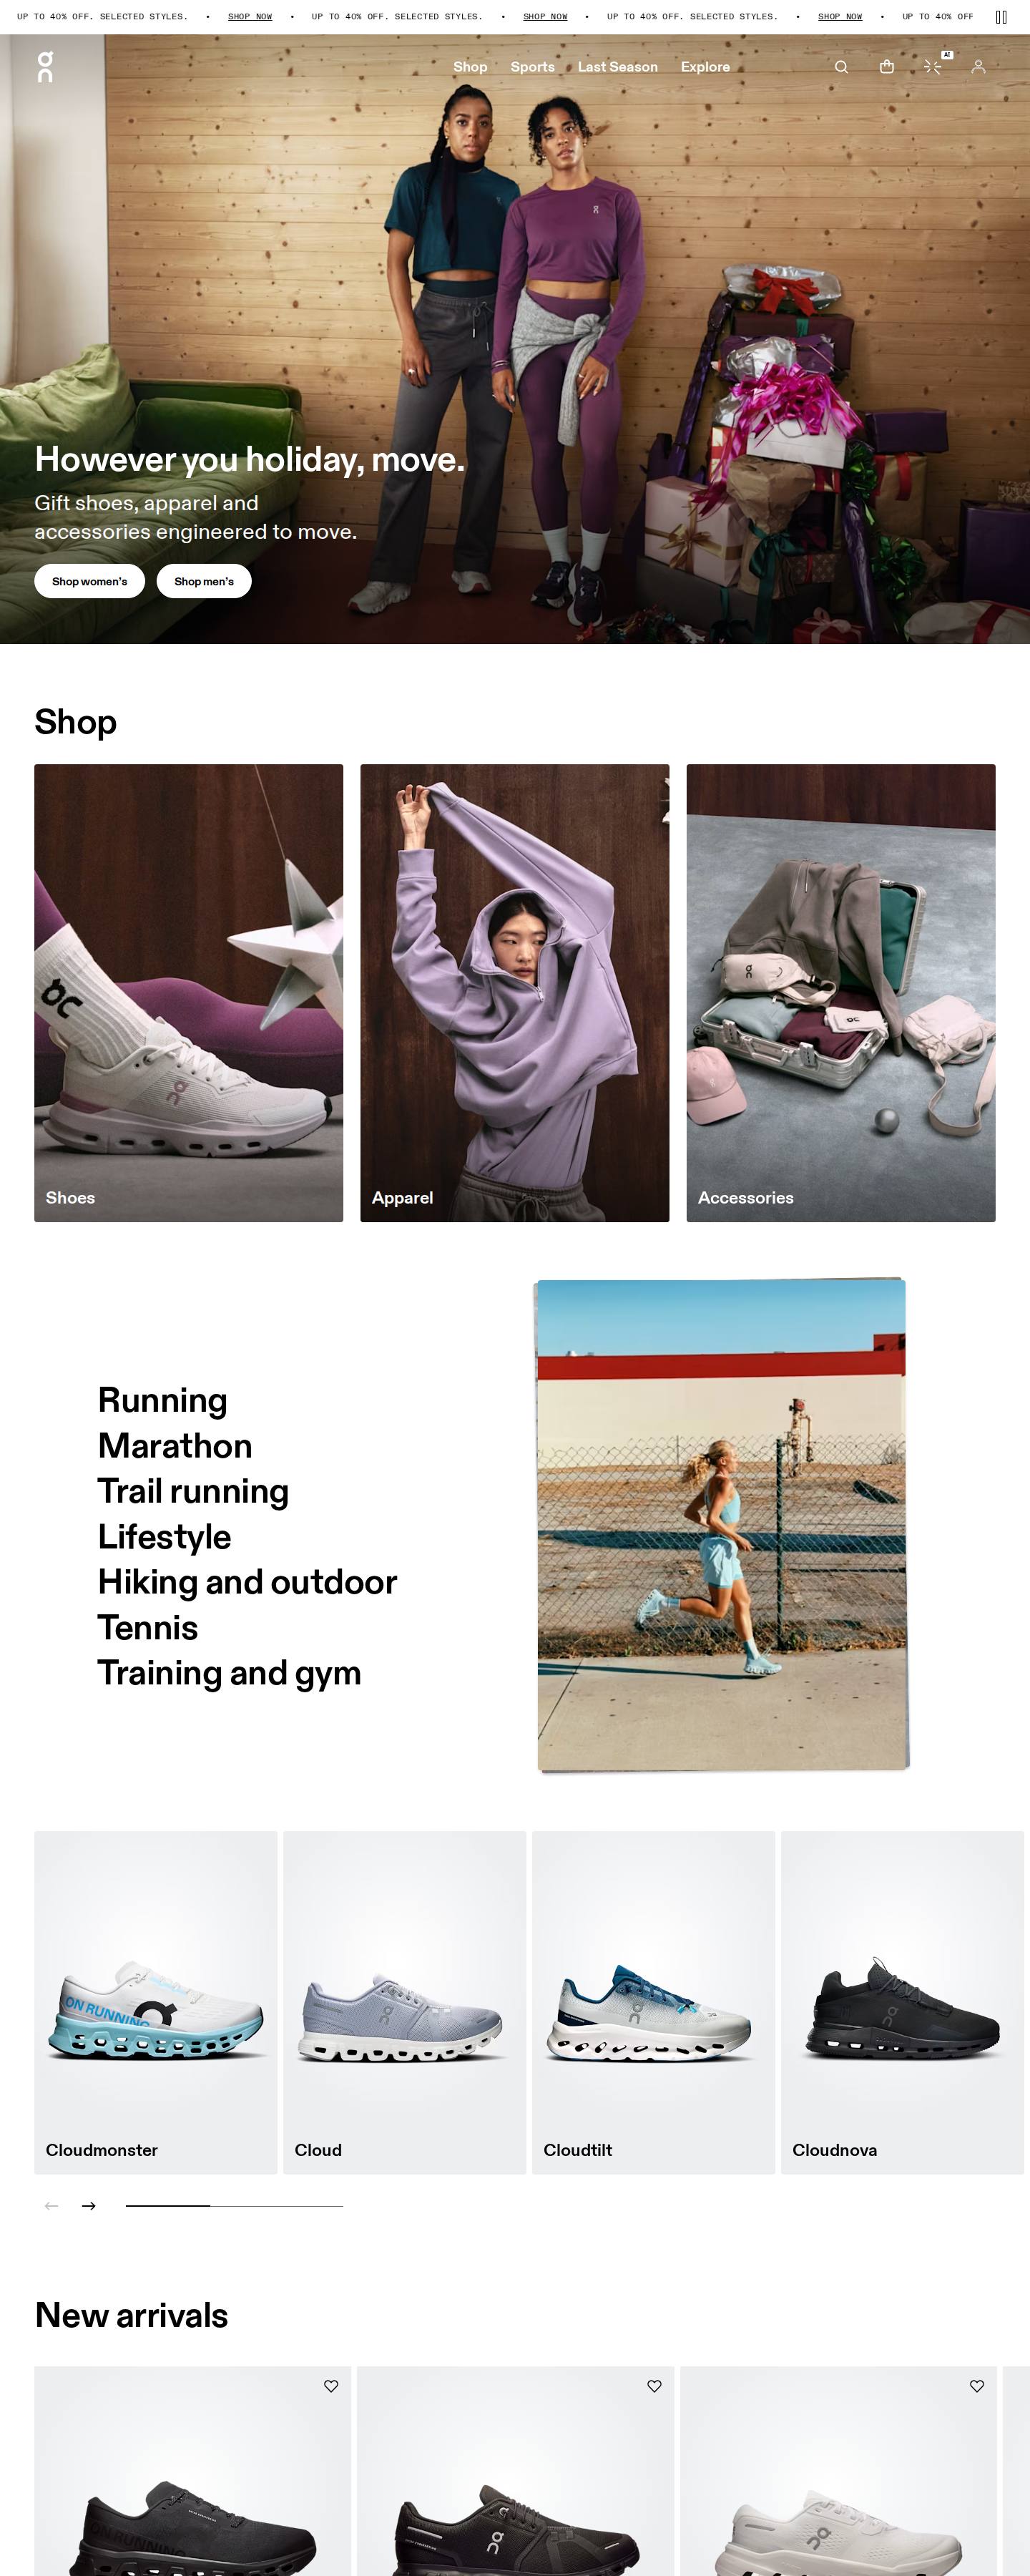 UP TO 40% OFF. SELECTED STYLES. • SHOP NOW • UP TO 40% OFF. SELECTED STYLES. • SHOP NOW • UP TO 40% OFF. SELECTED STYLES. • SHOP NOW • UP TO 40% OFF
Shop Sports Last Season Explore
AI
However you holiday, move.
Gift shoes, apparel and
accessories engineered to move.
Shop women's Shop men's
Shop
Shoes Apparel Accessories
Running
Marathon
Trail running
Lifestyle
Hiking and outdoor
Tennis
Training and gym
ON RUNNING
Cloudmonster Cloud Cloudtilt Cloudnova
New arrivals
ON RUNNING